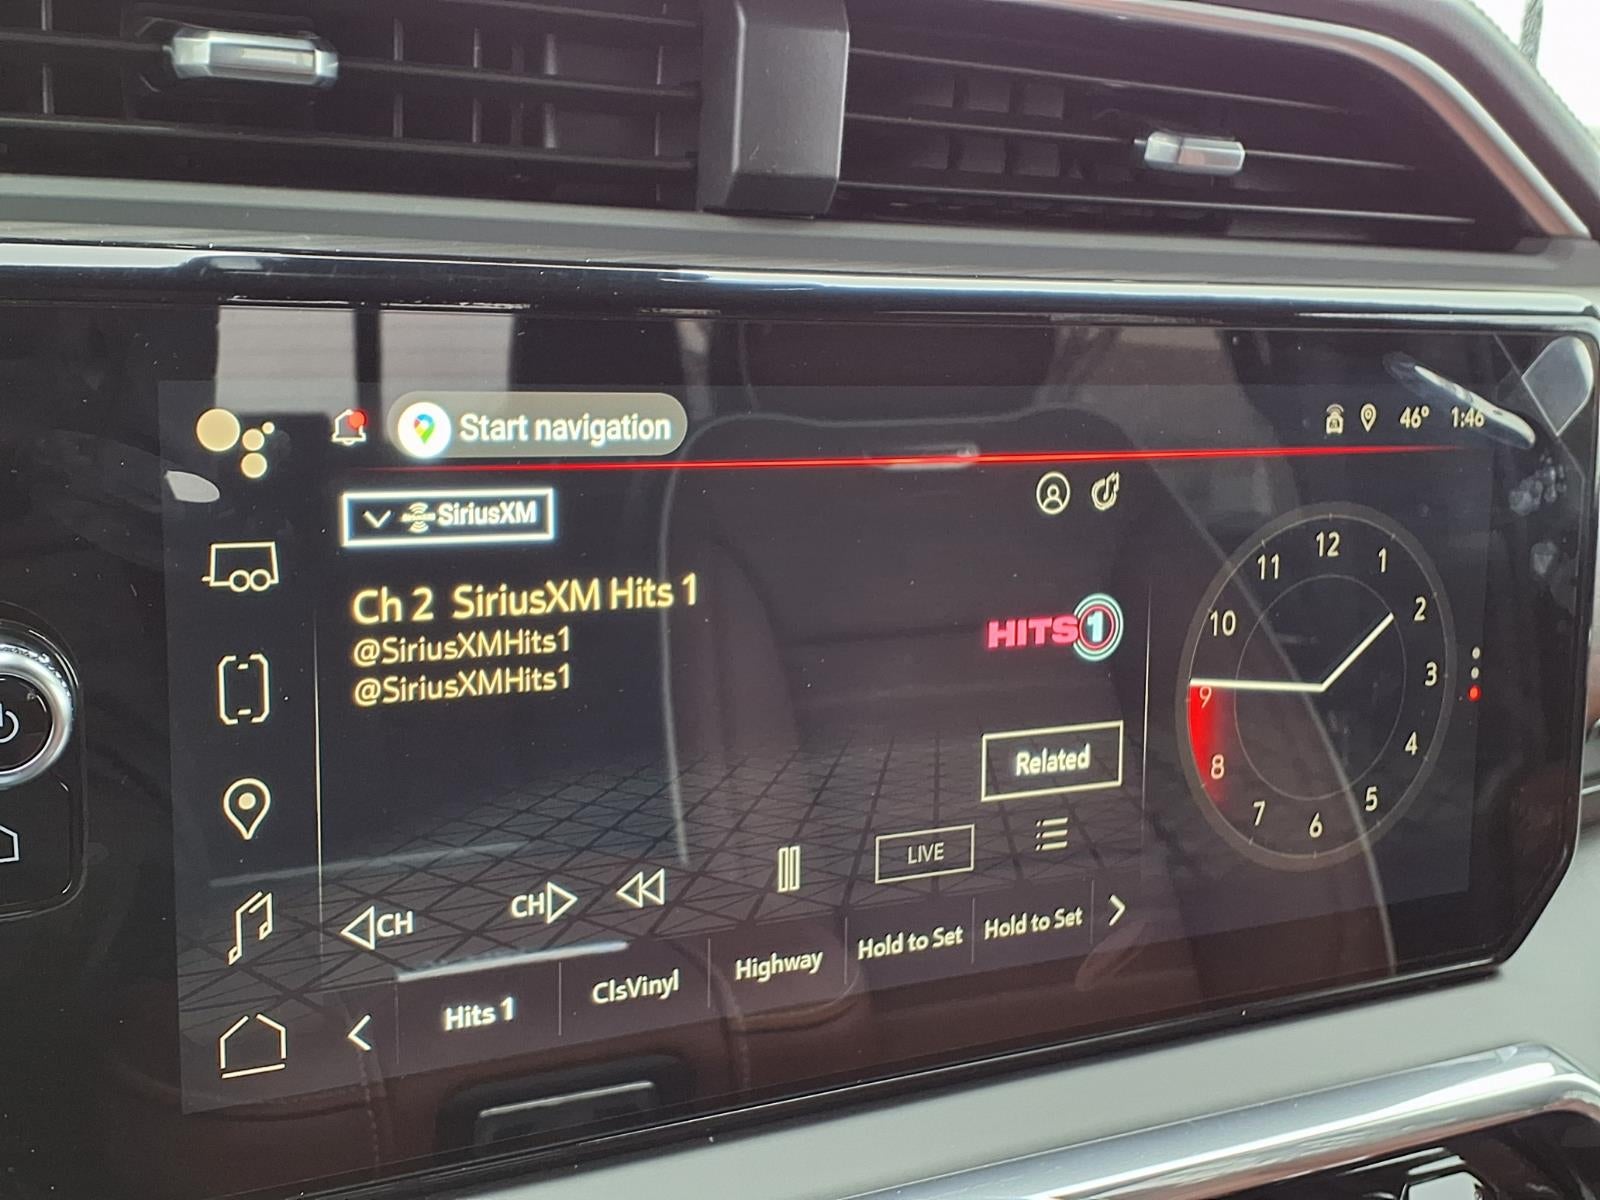 Start navigation
46° 1:46
SiriusXM
Ch 2 SiriusXM Hits 1
@SiriusXMHits1
@SiriusXMHits1
HITS 1
Related
LIVE
CH
CH
Hits 1
ClsVinyl
Highway
Hold to Set
Hold to Set
12
1
2
3
4
5
6
7
8
9
10
11